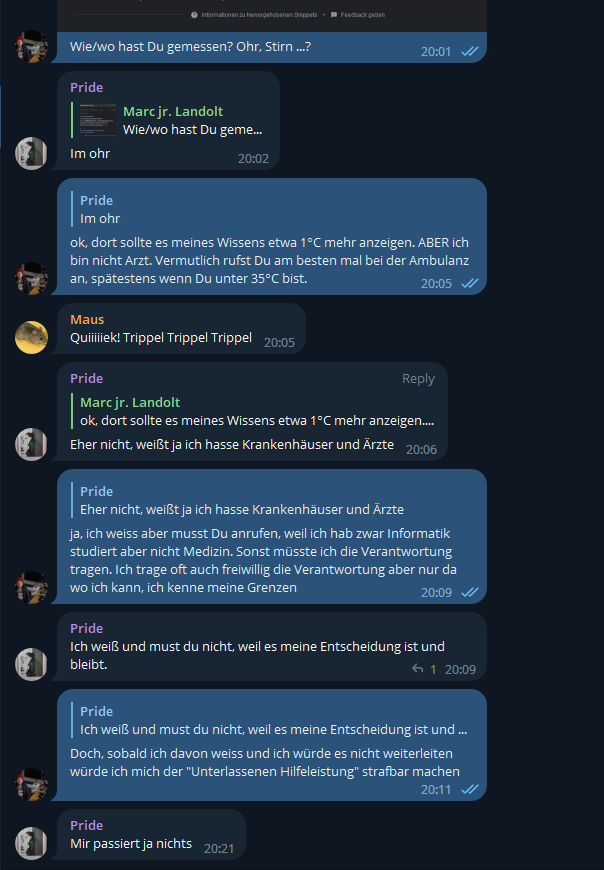 Informationen zu hervorgehobenen Snippets • Feedback geben
Wie/wo hast Du gemessen? Ohr, Stirn ...?
20:01
Pride
Marc jr. Landolt
Wie/wo hast Du geme...
Im ohr
20:02
Pride
Im ohr
ok, dort sollte es meines Wissens etwa 1°C mehr anzeigen. ABER ich
bin nicht Arzt. Vermutlich rufst Du am besten mal bei der Ambulanz
an, spätestens wenn Du unter 35°C bist.
20:05
Maus
Quiiiiiek! Trippel Trippel Trippel
20:05
Pride
Reply
Marc jr. Landolt
ok, dort sollte es meines Wissens etwa 1°C mehr anzeigen....
Eher nicht, weißt ja ich hasse Krankenhäuser und Ärzte
20:06
Pride
Eher nicht, weißt ja ich hasse Krankenhäuser und Ärzte
ja, ich weiss aber musst Du anrufen, weil ich hab zwar Informatik
studiert aber nicht Medizin. Sonst müsste ich die Verantwortung
tragen. Ich trage oft auch freiwillig die Verantwortung aber nur da
wo ich kann, ich kenne meine Grenzen
20:09
Pride
Ich weiß und must du nicht, weil es meine Entscheidung ist und
bleibt.
1 20:09
Pride
Ich weiß und must du nicht, weil es meine Entscheidung ist und ...
Doch, sobald ich davon weiss und ich würde es nicht weiterleiten
würde ich mich der "Unterlassenen Hilfeleistung" strafbar machen
20:11
Pride
Mir passiert ja nichts
20:21